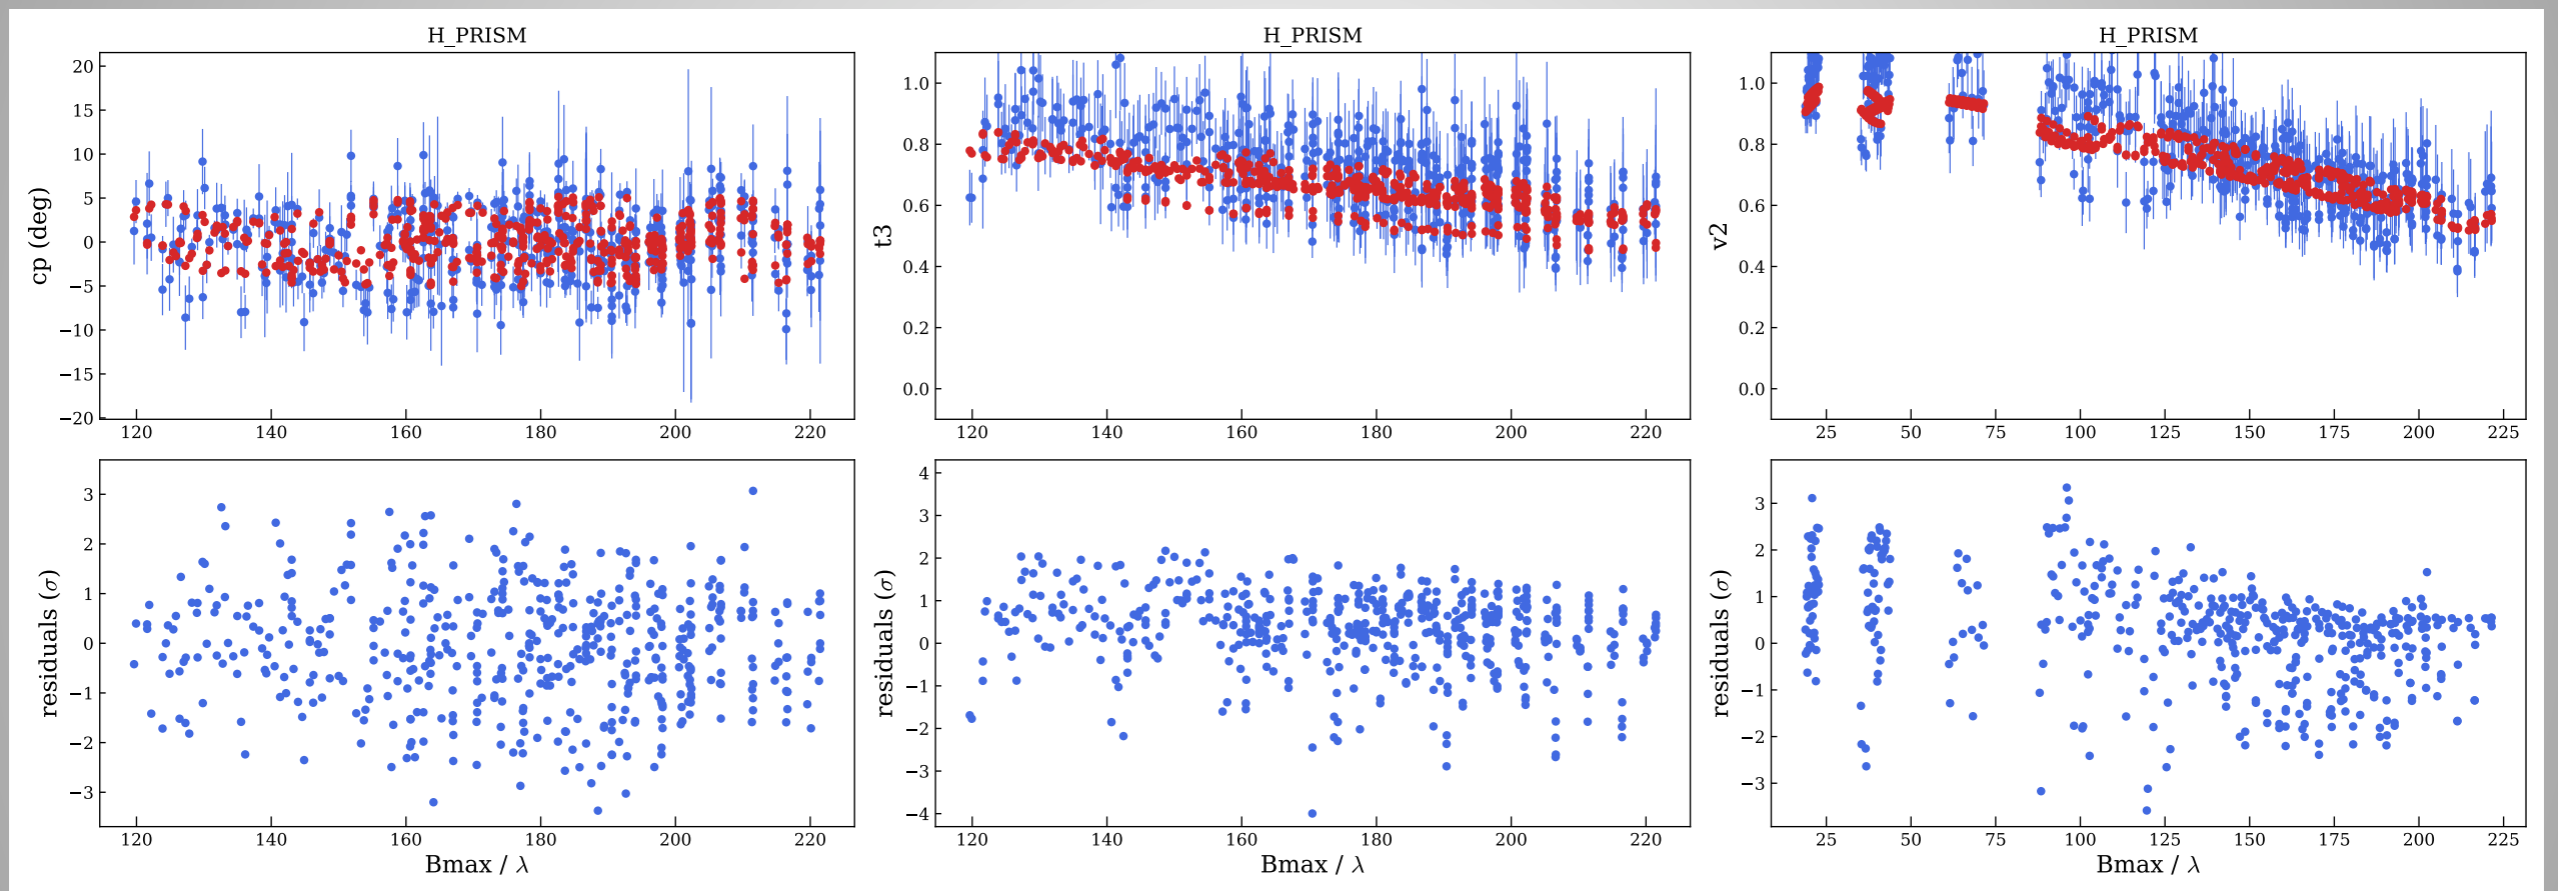 H_PRISM H_PRISM H_PRISM
cp (deg)
20
15
10
5
0
−5
−10
−15
−20
120 140 160 180 200 220
t3
1.0
0.8
0.6
0.4
0.2
0.0
120 140 160 180 200 220
v2
1.0
0.8
0.6
0.4
0.2
0.0
25 50 75 100 125 150 175 200 225
residuals (σ)
3
2
1
0
−1
−2
−3
120 140 160 180 200 220
Bmax / λ
residuals (σ)
4
3
2
1
0
−1
−2
−3
−4
120 140 160 180 200 220
Bmax / λ
residuals (σ)
3
2
1
0
−1
−2
−3
25 50 75 100 125 150 175 200 225
Bmax / λ